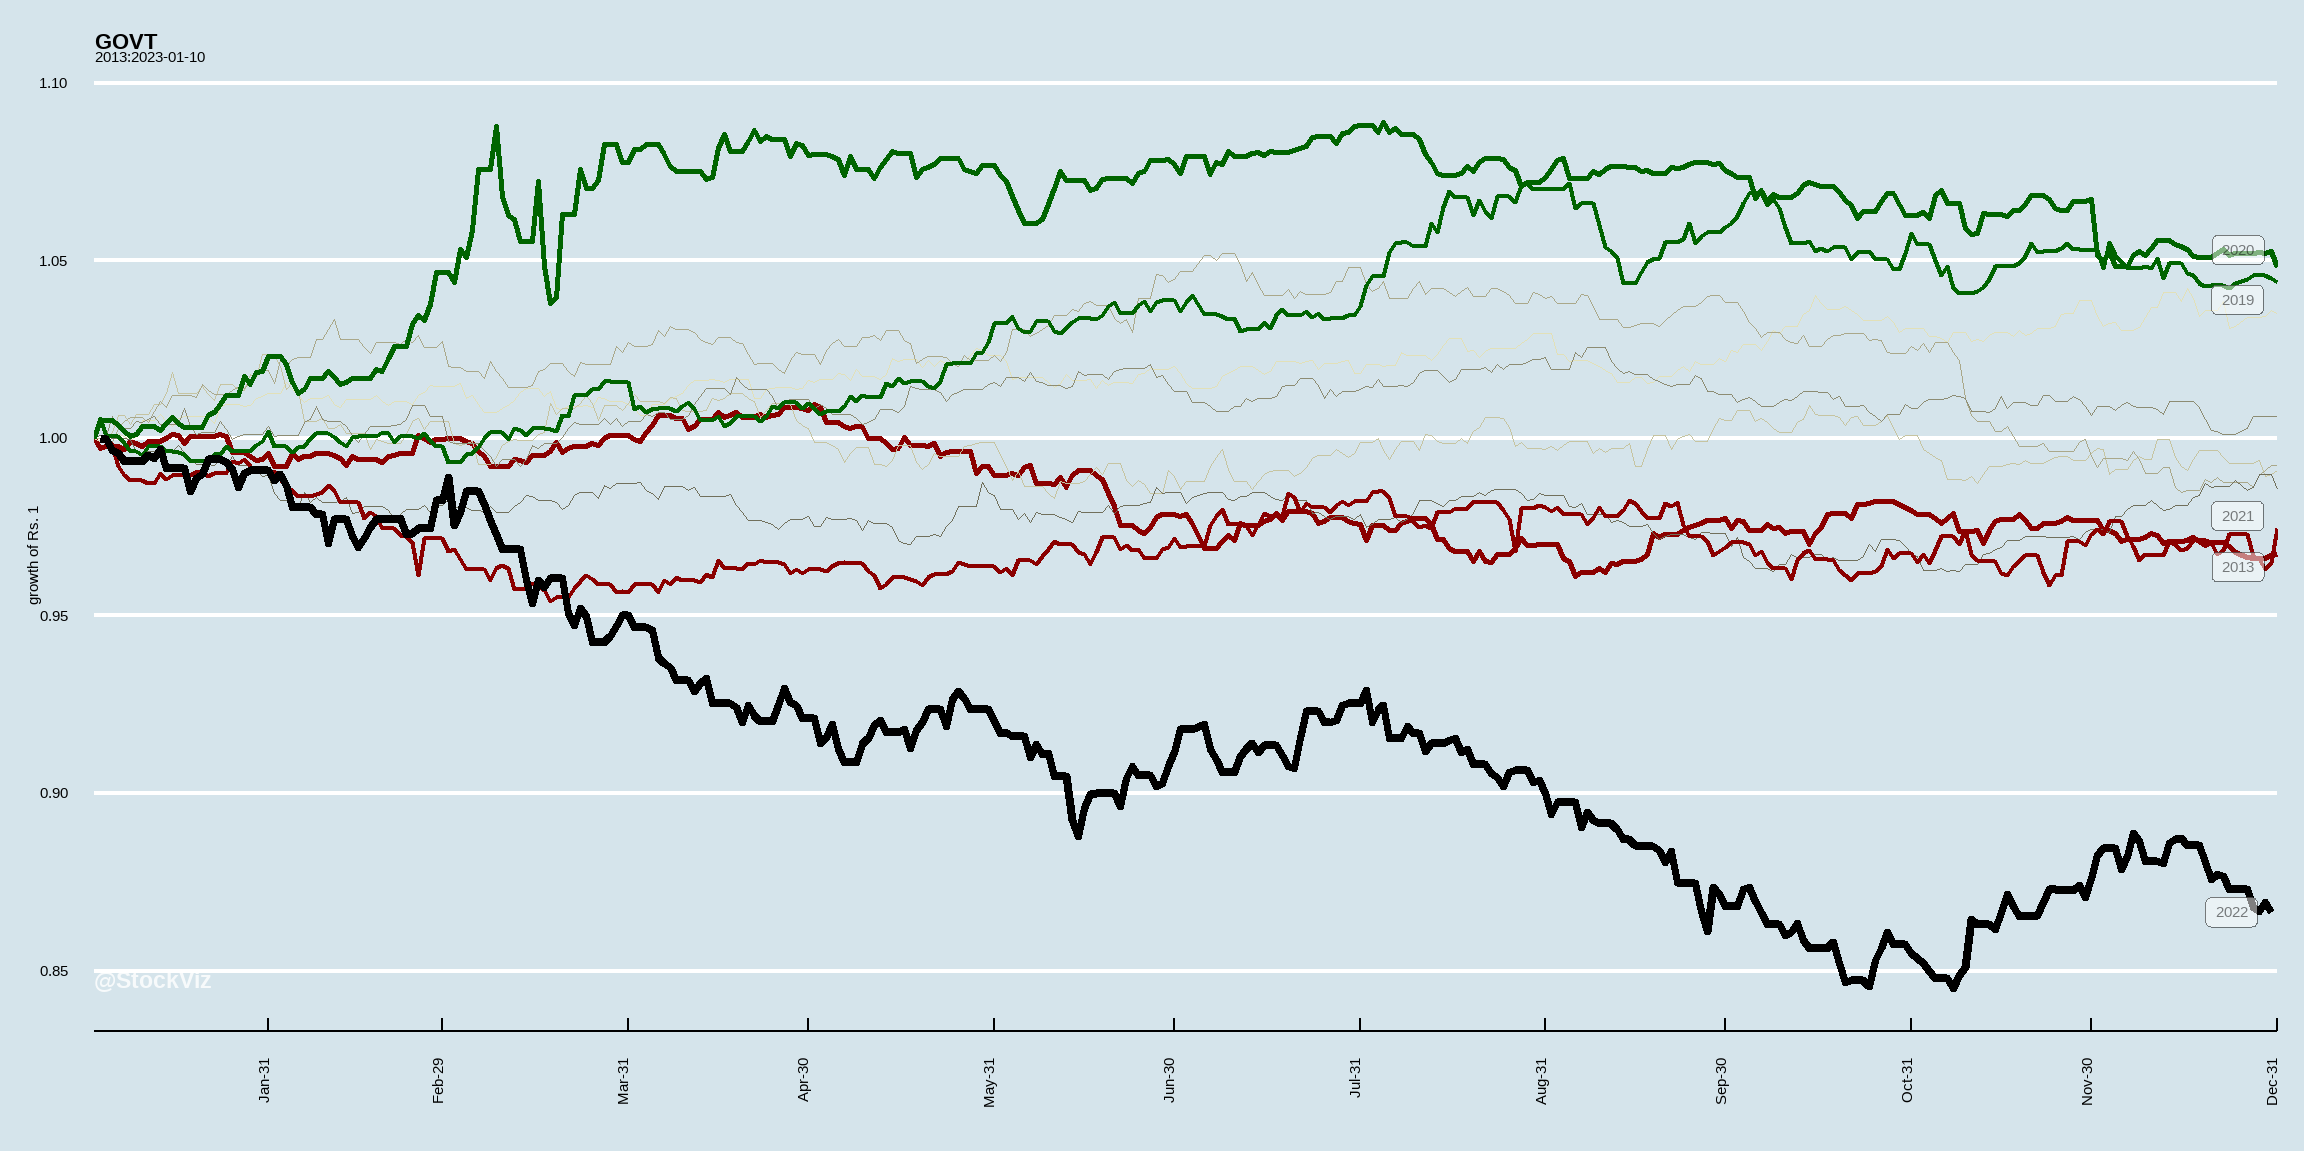 GOVT
2013:2023-01-10
1.10
1.05
1.00
0.95
0.90
0.85
growth of Rs. 1
2020
2019
2021
2013
2022
@StockViz
Jan-31
Feb-29
Mar-31
Apr-30
May-31
Jun-30
Jul-31
Aug-31
Sep-30
Oct-31
Nov-30
Dec-31